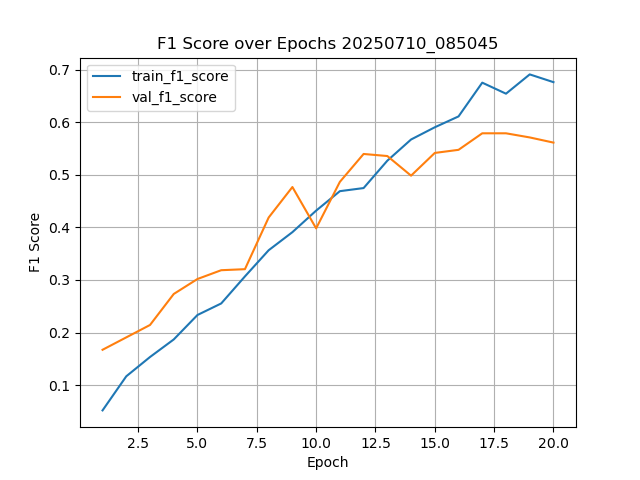 F1 Score over Epochs 20250710_085045
train_f1_score
val_f1_score
F1 Score
0.7
0.6
0.5
0.4
0.3
0.2
0.1
2.5 5.0 7.5 10.0 12.5 15.0 17.5 20.0
Epoch